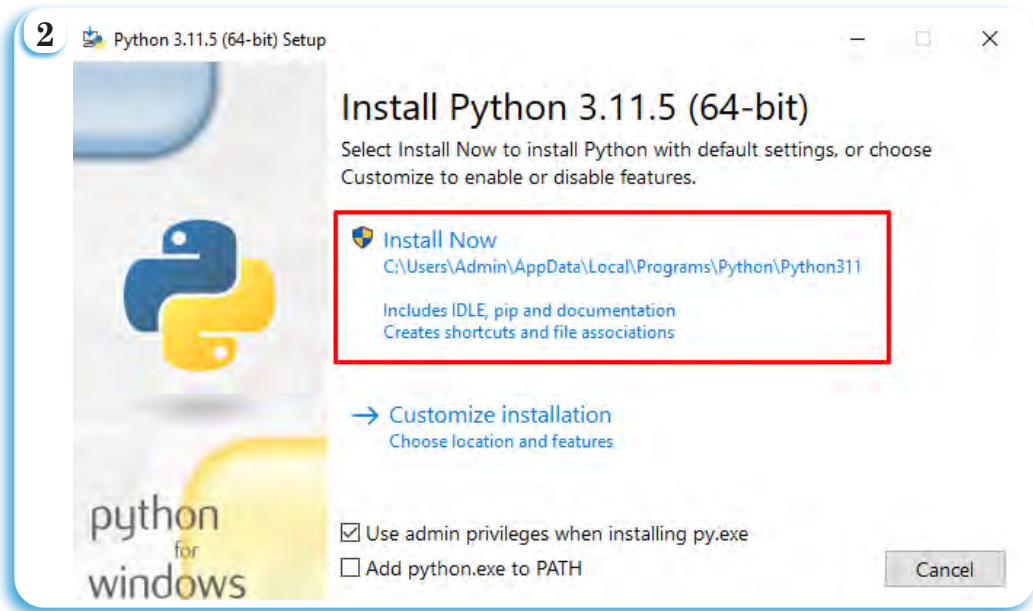 2
Python 3.11.5 (64-bit) Setup
Install Python 3.11.5 (64-bit)
Select Install Now to install Python with default settings, or choose
Customize to enable or disable features.
Install Now
C:\Users\Admin\AppData\Local\Programs\Python\Python311
Includes IDLE, pip and documentation
Creates shortcuts and file associations
Customize installation
Choose location and features
python
for
windows
Use admin privileges when installing py.exe
Add python.exe to PATH
Cancel